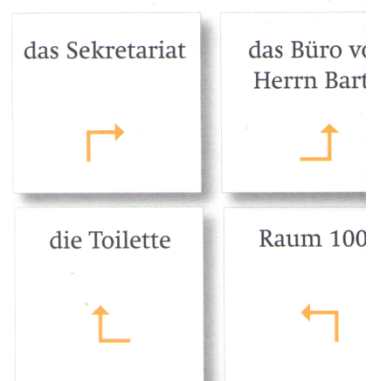 das Sekretariat
das Büro
Herrn
die Toilette
Raum 100